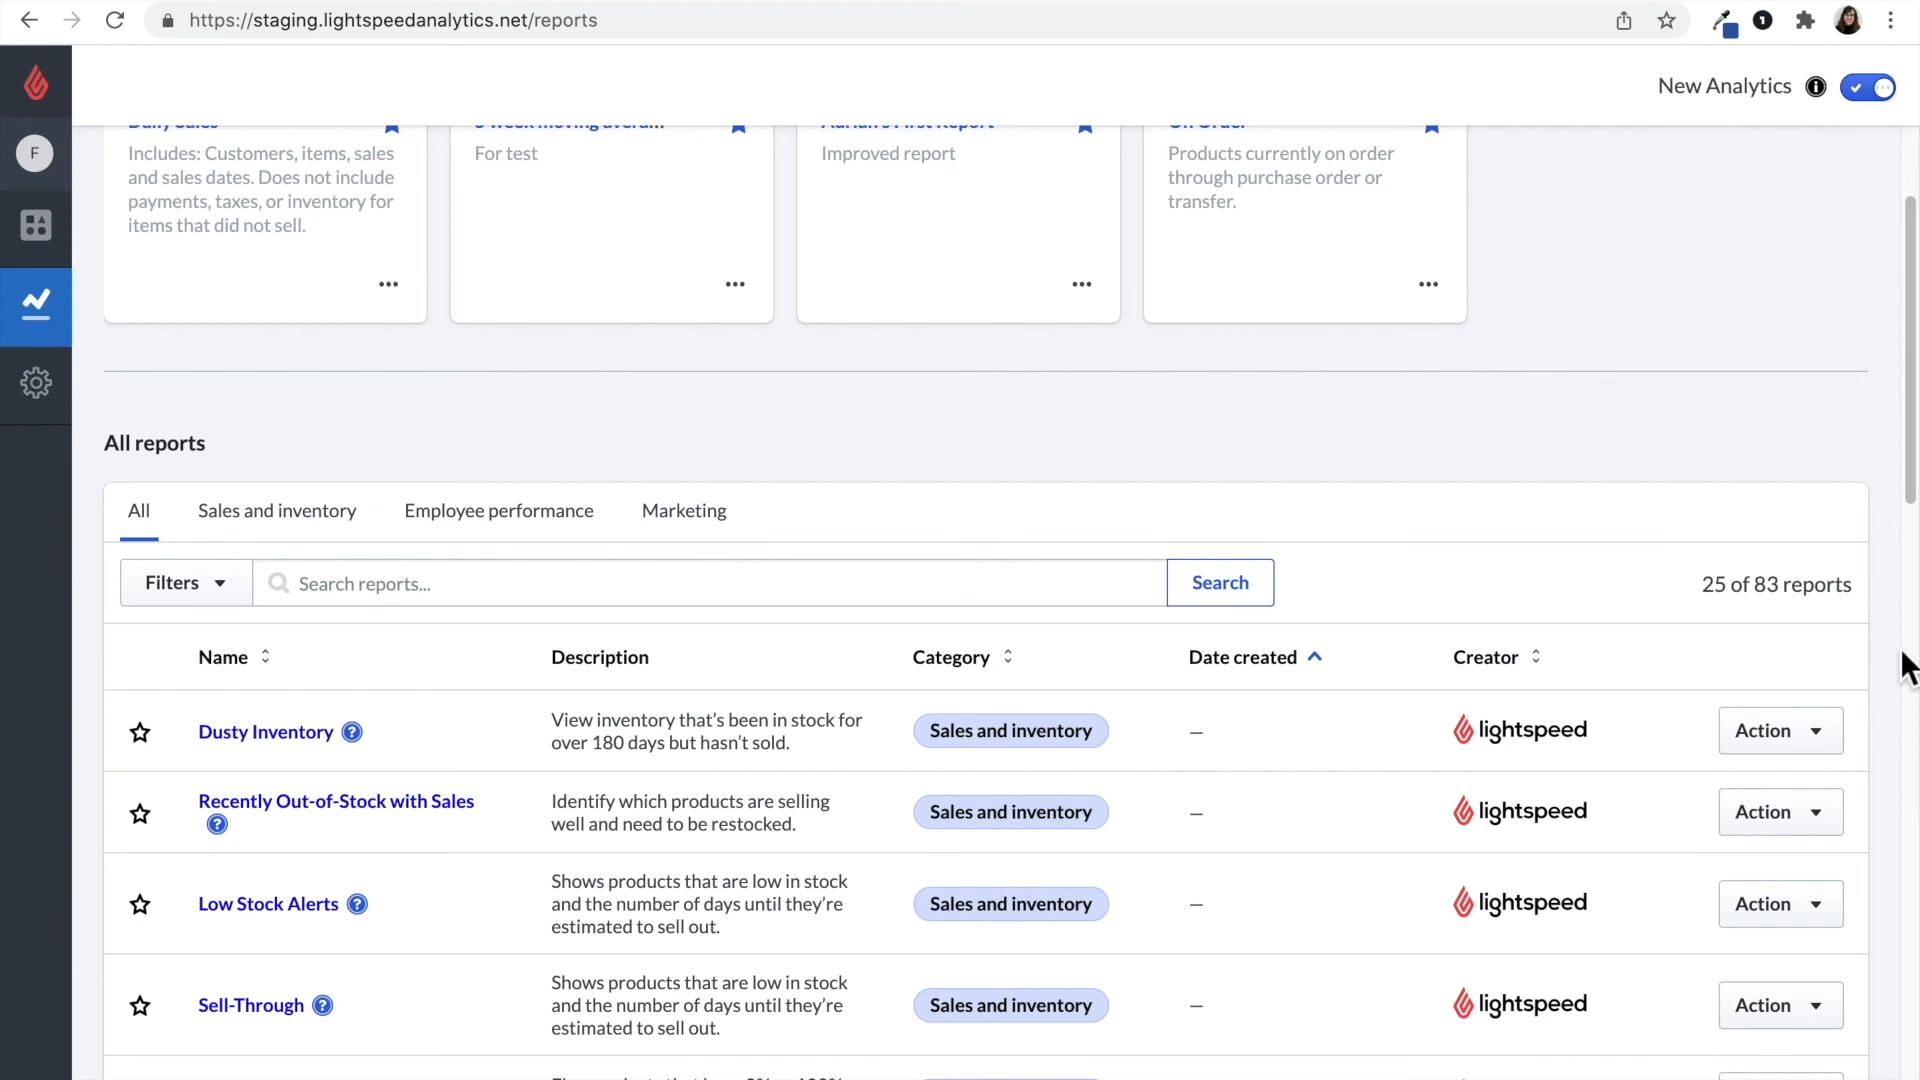 https://staging.lightspeedanalytics.net/reports
New Analytics
F
Daily Sales
Includes: Customers, items, sales
and sales dates. Does not include
payments, taxes, or inventory for
items that did not sell.
For test
Adrian's First Report
Improved report
On Order
Products currently on order
through purchase order or
transfer.
All reports
All
Sales and inventory
Employee performance
Marketing
Filters
Search reports...
Search
25 of 83 reports
Name
Description
Category
Date created
Creator
Dusty Inventory
View inventory that's been in stock for
over 180 days but hasn't sold.
Sales and inventory
–
lightspeed
Action
Recently Out-of-Stock with Sales
Identify which products are selling
well and need to be restocked.
Sales and inventory
–
lightspeed
Action
Low Stock Alerts
Shows products that are low in stock
and the number of days until they're
estimated to sell out.
Sales and inventory
–
lightspeed
Action
Sell-Through
Shows products that are low in stock
and the number of days until they're
estimated to sell out.
Sales and inventory
–
lightspeed
Action